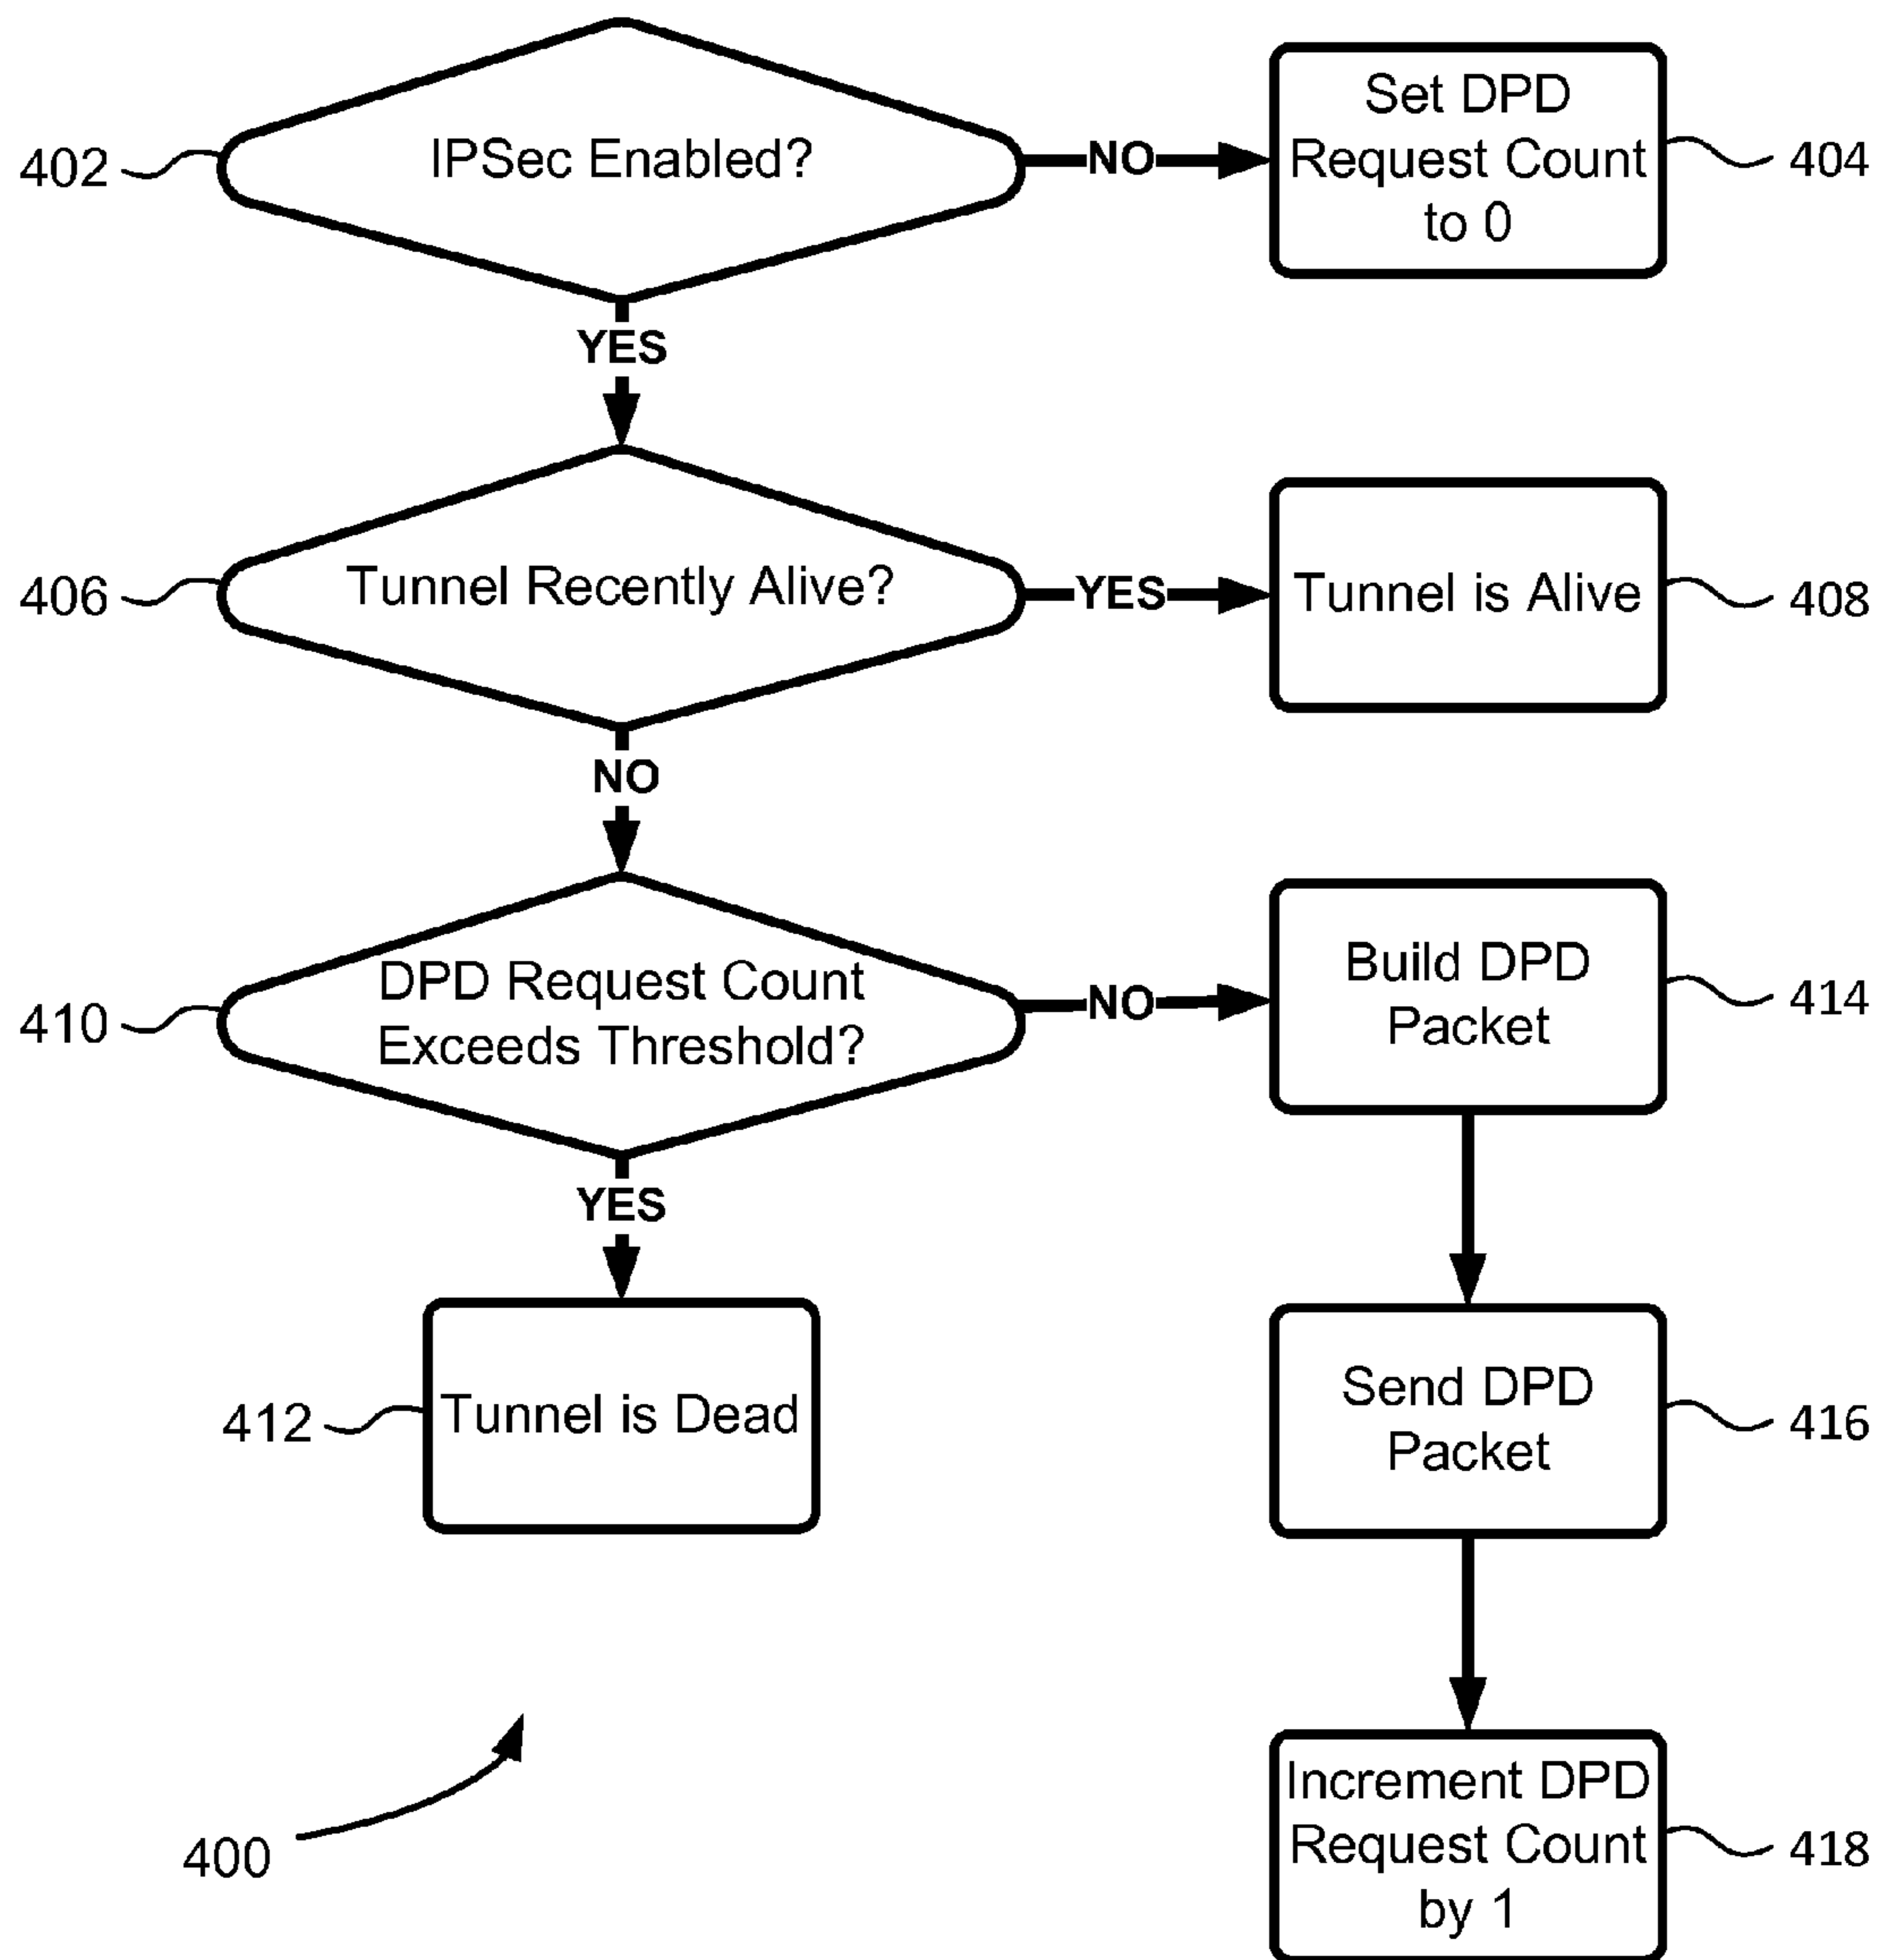 402
IPSec Enabled?
NO
Set DPD
Request Count
to 0
404
YES
406
Tunnel Recently Alive?
YES
Tunnel is Alive
408
NO
410
DPD Request Count
Exceeds Threshold?
NO
Build DPD
Packet
414
YES
412
Tunnel is Dead
Send DPD
Packet
416
400
Increment DPD
Request Count
by 1
418